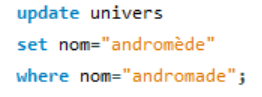 update univers
set nom="andromède"
where nom="andromade";